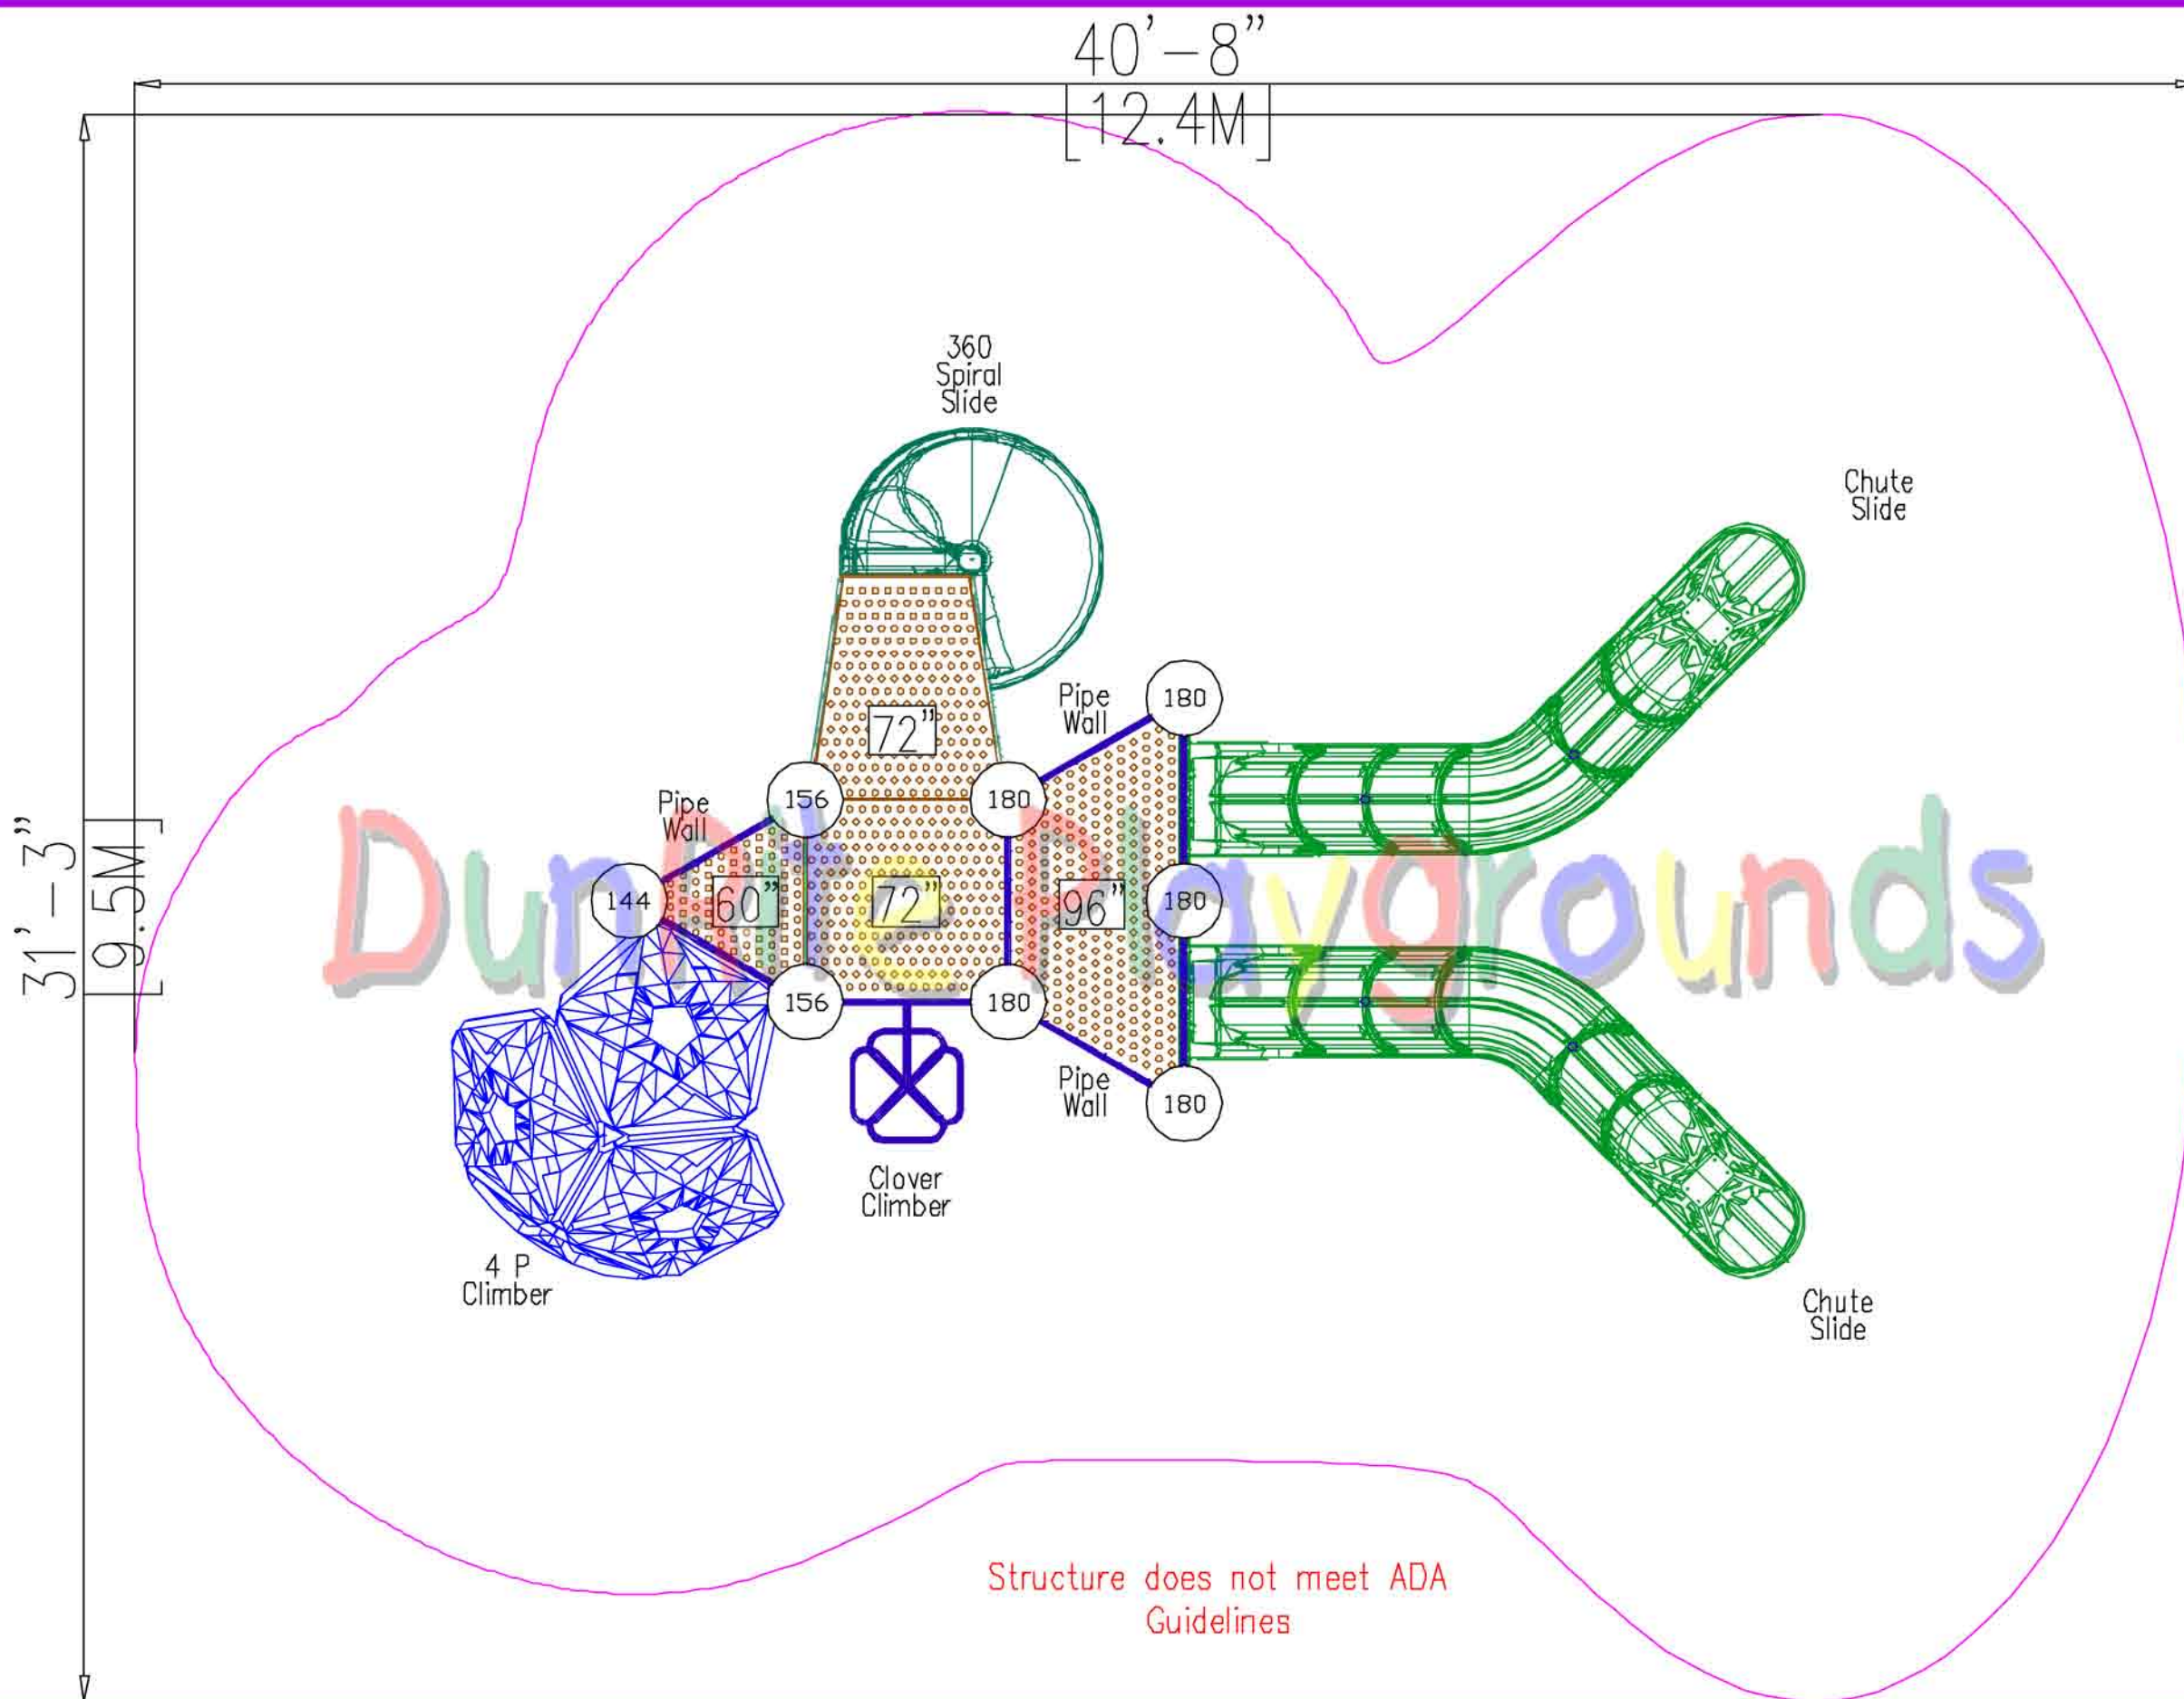 40'-8"
[12.4M]
360
Spiral
Slide
Chute
Slide
72"
Pipe
Wall
180
Pipe
Wall
156
180
31'-3"
[9.5M]
144
60"
72"
96"
180
DunRite Playgrounds
156
180
Pipe
Wall
180
Clover
Climber
4 P
Climber
Chute
Slide
Structure does not meet ADA
Guidelines